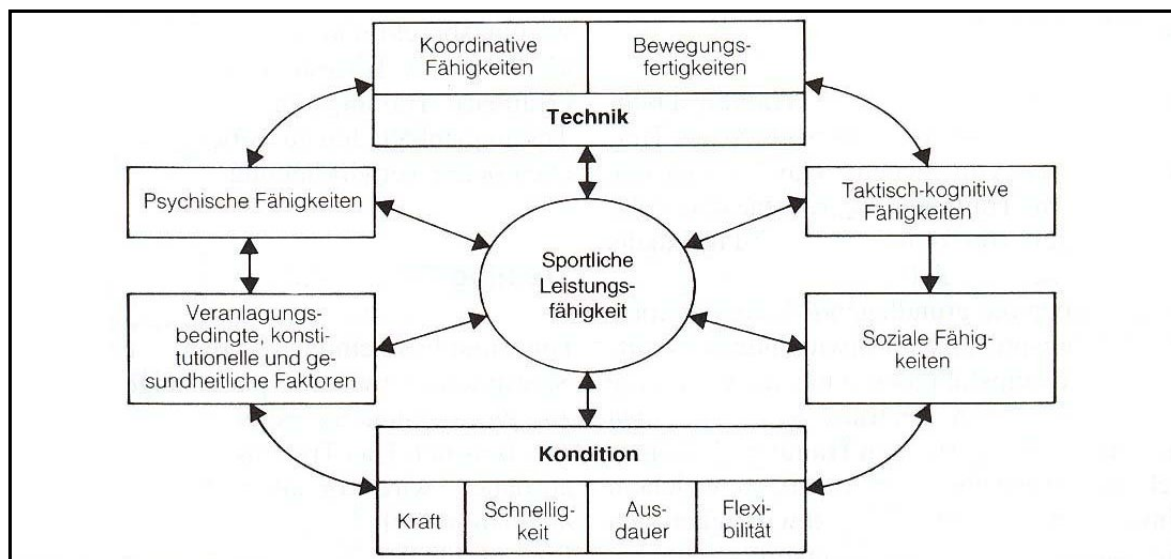 Koordinative
Fähigkeiten
Bewegungs-
fertigkeiten
Technik
Psychische Fähigkeiten
Taktisch-kognitive
Fähigkeiten
Sportliche
Leistungs-
fähigkeit
Veranlagungs-
bedingte, konsti-
tutionelle und ge-
sundheitliche Faktoren
Soziale Fähig-
keiten
Kondition
Kraft
Schnellig-
keit
Aus-
dauer
Flexi-
bilität